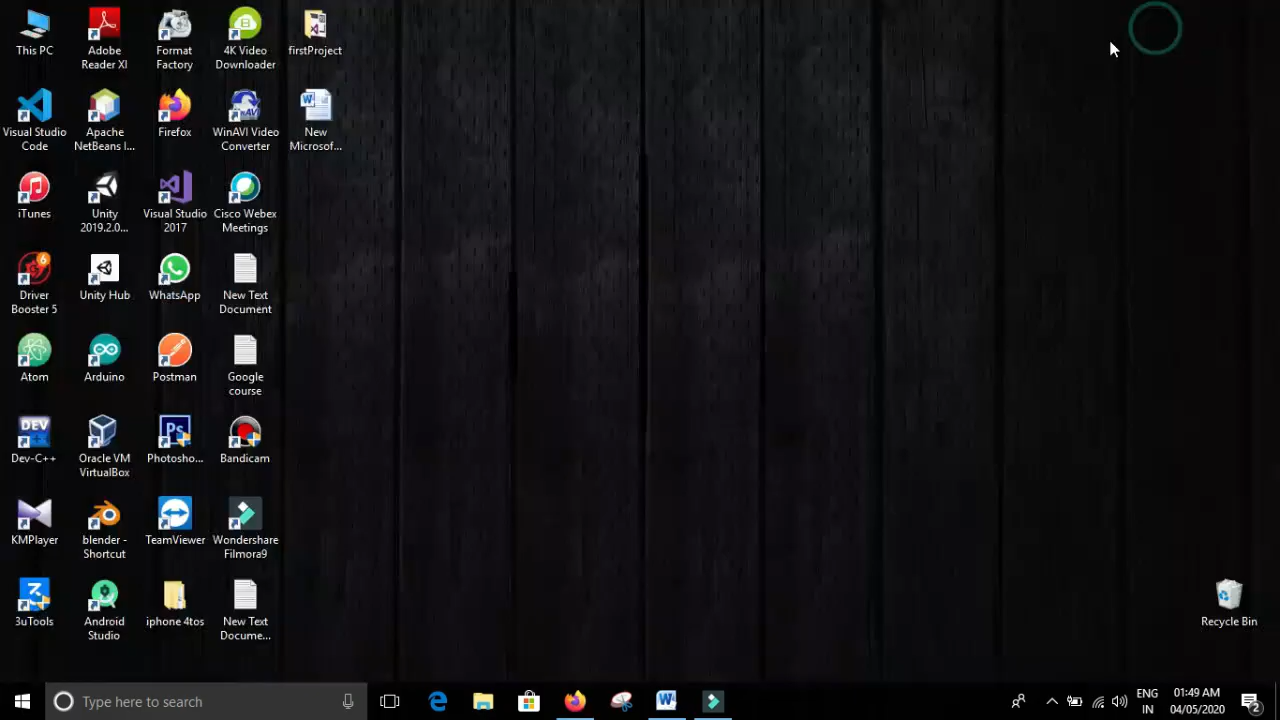 This PC
Adobe
Reader XI
Format
Factory
4K Video
Downloader
firstProject
Visual Studio
Code
Apache
NetBeans I...
Firefox
WinAVI Video
Converter
New
Microsof...
iTunes
Unity
2019.2.0...
Visual Studio
2017
Cisco Webex
Meetings
Driver
Booster 5
Unity Hub
WhatsApp
New Text
Document
Atom
Arduino
Postman
Google
course
DEV
Dev-C++
Oracle VM
VirtualBox
Ps
Photosho...
Bandicam
KMPlayer
blender -
Shortcut
TeamViewer
Wondershare
Filmora9
3uTools
Android
Studio
iphone 4tos
New Text
Docume...
Recycle Bin
Type here to search
ENG
IN
01:49 AM
04/05/2020
2